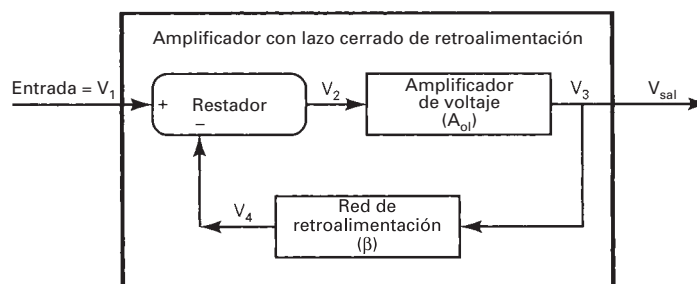 Amplificador con lazo cerrado de retroalimentación
Entrada = V1
+
Restador
−
V2
Amplificador
de voltaje
(Aol)
V3
Vsal
V4
Red de
retroalimentación
(β)